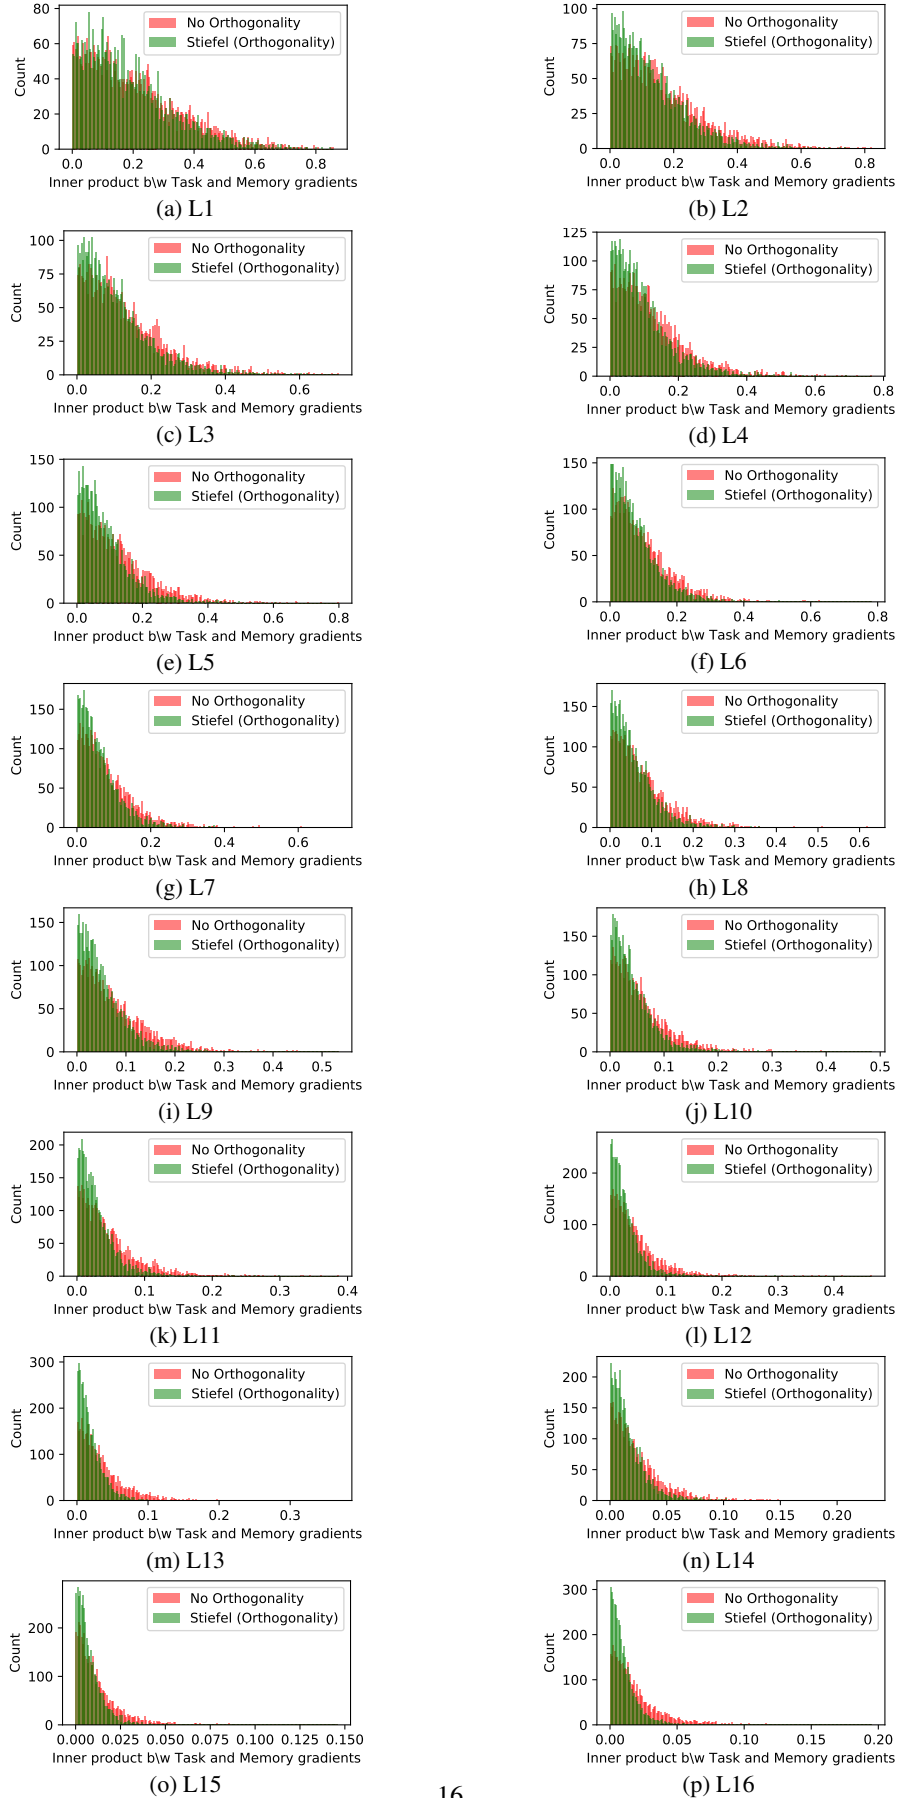 80
60
40
20
0
Count
No Orthogonality
Stiefel (Orthogonality)
0.0 0.2 0.4 0.6 0.8
Inner product b\w Task and Memory gradients
(a) L1
100
75
50
25
0
Count
No Orthogonality
Stiefel (Orthogonality)
0.0 0.2 0.4 0.6 0.8
Inner product b\w Task and Memory gradients
(b) L2
100
75
50
25
0
Count
No Orthogonality
Stiefel (Orthogonality)
0.0 0.2 0.4 0.6
Inner product b\w Task and Memory gradients
(c) L3
125
100
75
50
25
0
Count
No Orthogonality
Stiefel (Orthogonality)
0.0 0.2 0.4 0.6 0.8
Inner product b\w Task and Memory gradients
(d) L4
150
100
50
0
Count
No Orthogonality
Stiefel (Orthogonality)
0.0 0.2 0.4 0.6 0.8
Inner product b\w Task and Memory gradients
(e) L5
150
100
50
0
Count
No Orthogonality
Stiefel (Orthogonality)
0.0 0.2 0.4 0.6 0.8
Inner product b\w Task and Memory gradients
(f) L6
150
100
50
0
Count
No Orthogonality
Stiefel (Orthogonality)
0.0 0.2 0.4 0.6
Inner product b\w Task and Memory gradients
(g) L7
150
100
50
0
Count
No Orthogonality
Stiefel (Orthogonality)
0.0 0.1 0.2 0.3 0.4 0.5 0.6
Inner product b\w Task and Memory gradients
(h) L8
150
100
50
0
Count
No Orthogonality
Stiefel (Orthogonality)
0.0 0.1 0.2 0.3 0.4 0.5
Inner product b\w Task and Memory gradients
(i) L9
150
100
50
0
Count
No Orthogonality
Stiefel (Orthogonality)
0.0 0.1 0.2 0.3 0.4 0.5
Inner product b\w Task and Memory gradients
(j) L10
200
150
100
50
0
Count
No Orthogonality
Stiefel (Orthogonality)
0.0 0.1 0.2 0.3 0.4
Inner product b\w Task and Memory gradients
(k) L11
200
100
0
Count
No Orthogonality
Stiefel (Orthogonality)
0.0 0.1 0.2 0.3 0.4
Inner product b\w Task and Memory gradients
(l) L12
300
200
100
0
Count
No Orthogonality
Stiefel (Orthogonality)
0.0 0.1 0.2 0.3
Inner product b\w Task and Memory gradients
(m) L13
200
150
100
50
0
Count
No Orthogonality
Stiefel (Orthogonality)
0.00 0.05 0.10 0.15 0.20
Inner product b\w Task and Memory gradients
(n) L14
200
100
0
Count
No Orthogonality
Stiefel (Orthogonality)
0.000 0.025 0.050 0.075 0.100 0.125 0.150
Inner product b\w Task and Memory gradients
(o) L15
300
200
100
0
Count
No Orthogonality
Stiefel (Orthogonality)
0.00 0.05 0.10 0.15 0.20
Inner product b\w Task and Memory gradients
(p) L16
16